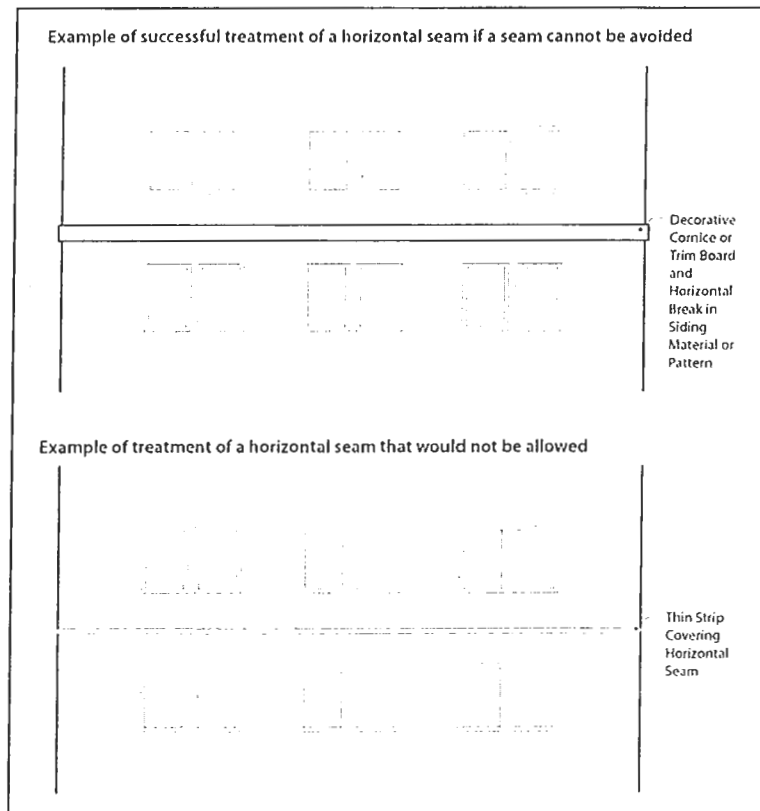 Example of successful treatment of a horizontal seam if a seam cannot be avoided
Decorative
Cornice or
Trim Board
and
Horizontal
Break in
Siding
Material or
Pattern
Example of treatment of a horizontal seam that would not be allowed
Thin Strip
Covering
Horizontal
Seam